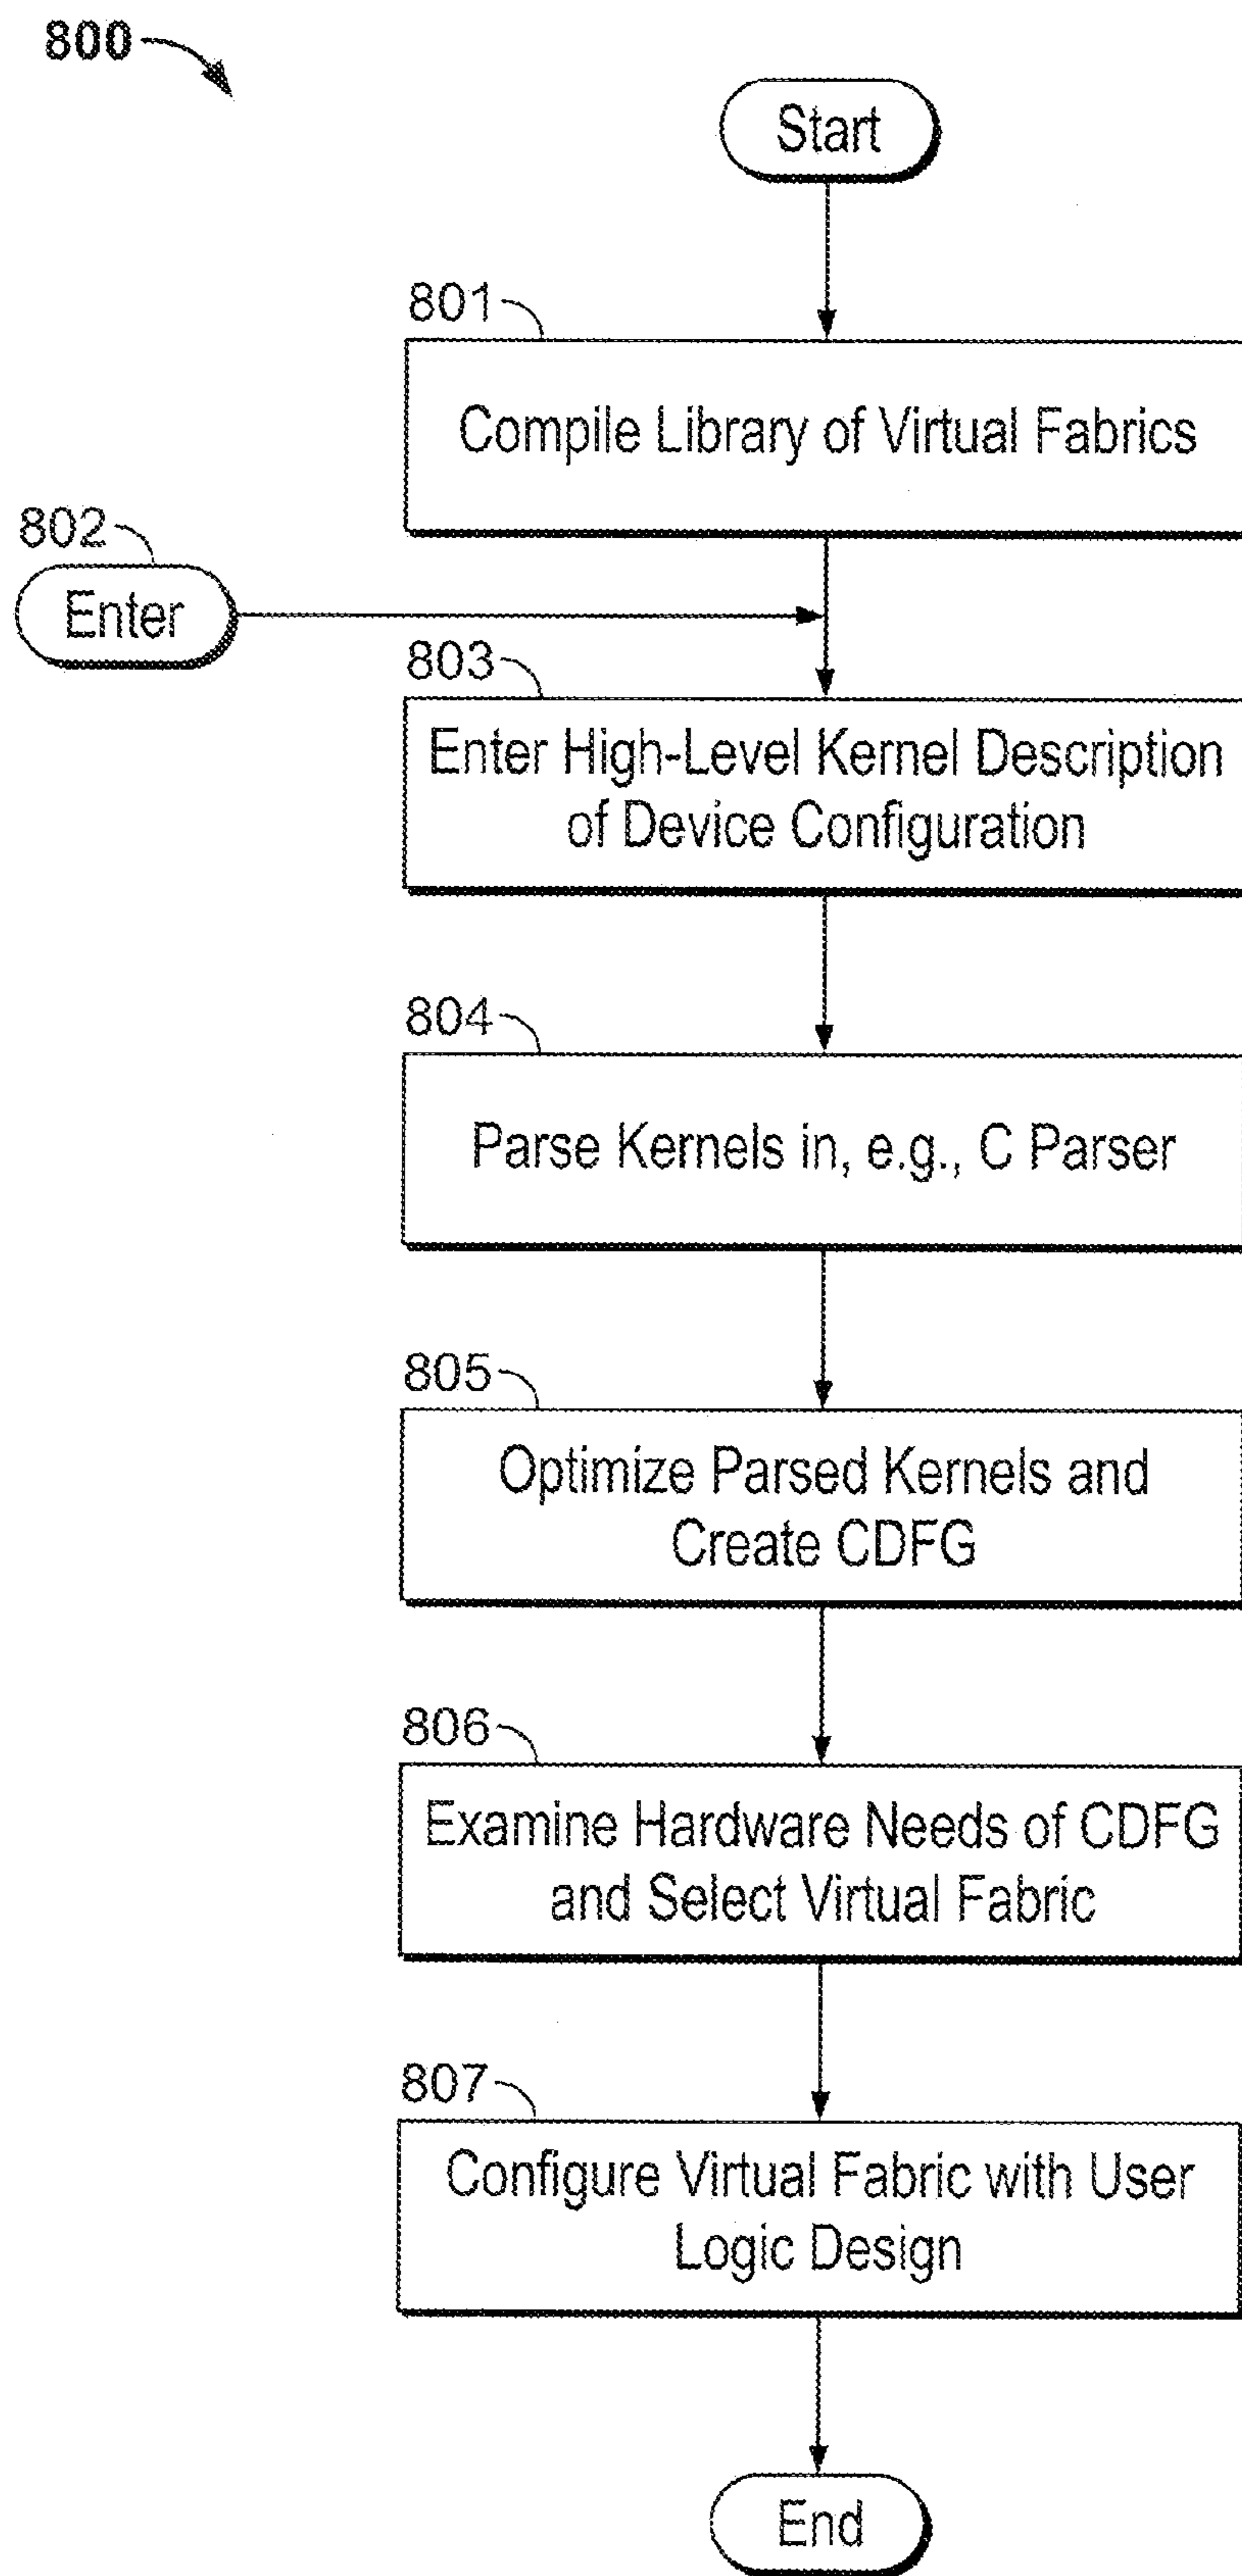 800
Start
801
Compile Library of Virtual Fabrics
802
Enter
803
Enter High-Level Kernel Description
of Device Configuration
804
Parse Kernels in, e.g., C Parser
805
Optimize Parsed Kernels and
Create CDFG
806
Examine Hardware Needs of CDFG
and Select Virtual Fabric
807
Configure Virtual Fabric with User
Logic Design
End